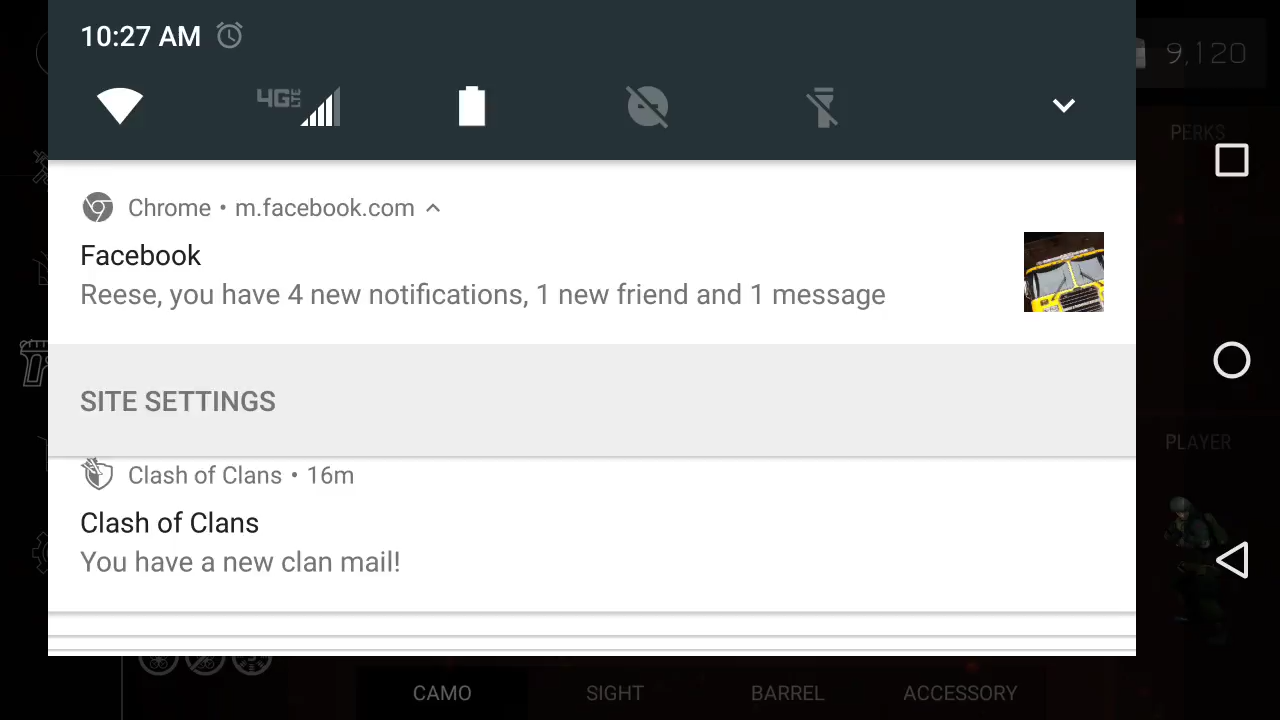 10:27 AM
4G LTE
9,120
PERKS
Chrome • m.facebook.com
Facebook
Reese, you have 4 new notifications, 1 new friend and 1 message
SITE SETTINGS
PLAYER
Clash of Clans • 16m
Clash of Clans
You have a new clan mail!
CAMO SIGHT BARREL ACCESSORY